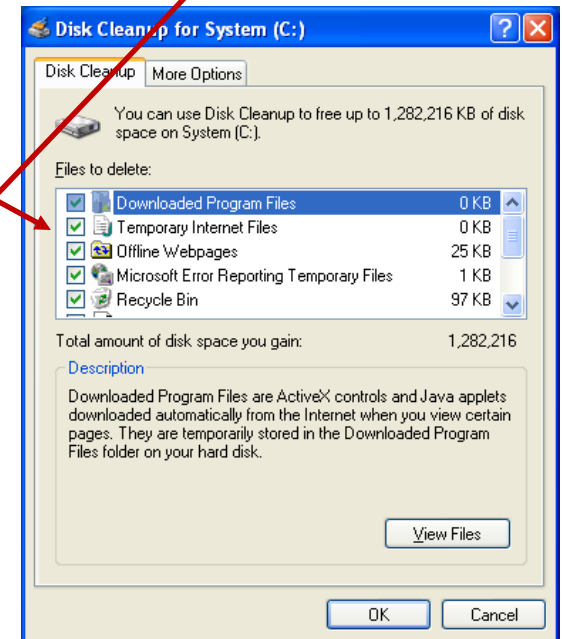 Disk Cleanup for System (C:)
Disk Cleanup More Options
You can use Disk Cleanup to free up to 1,282,216 KB of disk
space on System (C:).
Files to delete:
Downloaded Program Files 0 KB
Temporary Internet Files 0 KB
Offline Webpages 25 KB
Microsoft Error Reporting Temporary Files 1 KB
Recycle Bin 97 KB
Total amount of disk space you gain: 1,282,216
Description
Downloaded Program Files are ActiveX controls and Java applets
downloaded automatically from the Internet when you view certain
pages. They are temporarily stored in the Downloaded Program
Files folder on your hard disk.
View Files
OK Cancel